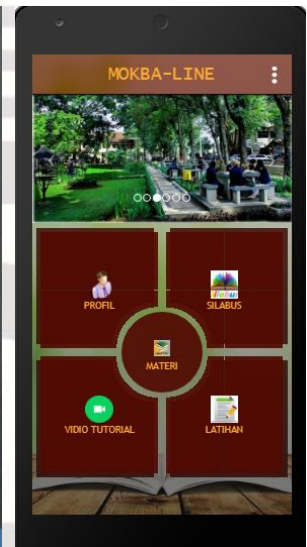 MOKBA-LINE
PROFIL
SILABUS
MATERI
VIDIO TUTORIAL
LATIHAN